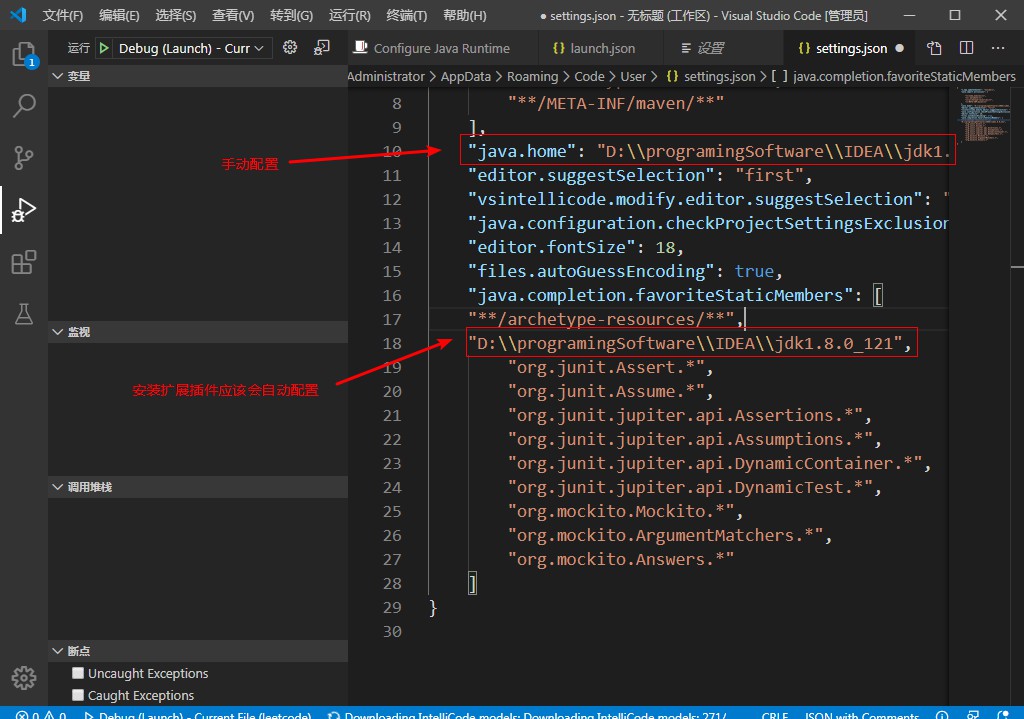 文件(F) 编辑(E) 选择(S) 查看(V) 转到(G) 运行(R) 终端(T) 帮助(H) ● settings.json - 无标题 (工作区) - Visual Studio Code [管理员]
运行 Debug (Launch) - Curr Configure Java Runtime {} launch.json 设置 {} settings.json ●
1
变量
Administrator > AppData > Roaming > Code > User > {} settings.json > [ ] java.completion.favoriteStaticMembers
8 "**/META-INF/maven/**"
9 ],
10 "java.home": "D:\\programingSoftware\\IDEA\\jdk1.
手动配置
11 "editor.suggestSelection": "first",
12 "vsintellicode.modify.editor.suggestSelection": "
13 "java.configuration.checkProjectSettingsExclusion
14 "editor.fontSize": 18,
15 "files.autoGuessEncoding": true,
16 "java.completion.favoriteStaticMembers": [
17 "**/archetype-resources/**",
监视
18 "D:\\programingSoftware\\IDEA\\jdk1.8.0_121",
19 "org.junit.Assert.*",
安装扩展插件应该会自动配置
20 "org.junit.Assume.*",
21 "org.junit.jupiter.api.Assertions.*",
22 "org.junit.jupiter.api.Assumptions.*",
23 "org.junit.jupiter.api.DynamicContainer.*",
调用堆栈
24 "org.junit.jupiter.api.DynamicTest.*",
25 "org.mockito.Mockito.*",
26 "org.mockito.ArgumentMatchers.*",
27 "org.mockito.Answers.*"
28 ]
29 }
30
断点
Uncaught Exceptions
Caught Exceptions
0 0 Debug (Launch) - Current File (leetcode) Downloading IntelliCode models: Downloading IntelliCode models: 271/ CRLF JSON with Comments